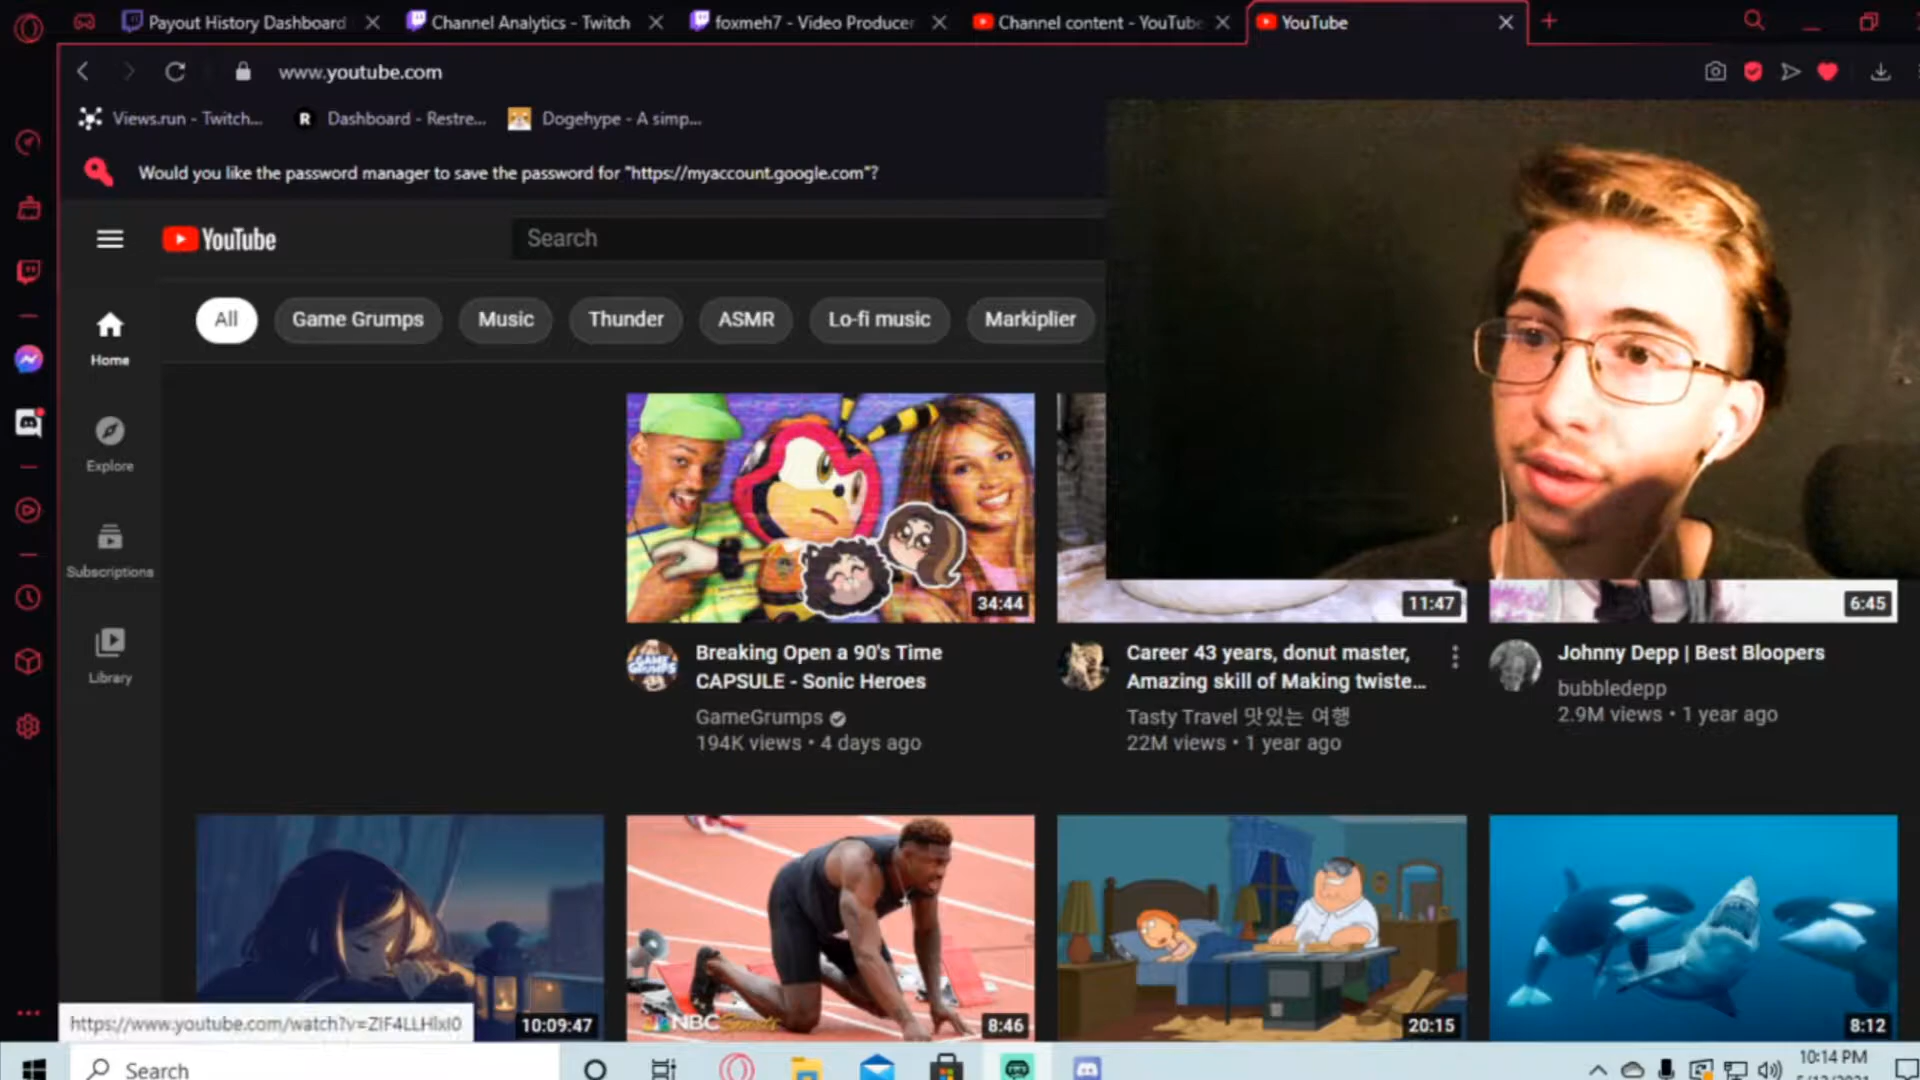 Payout History Dashboard
Channel Analytics - Twitch
foxmeh7 - Video Producer
Channel content - YouTube
YouTube
www.youtube.com
Views.run - Twitch...
R
Dashboard - Restre...
Dogehype - A simp...
Would you like the password manager to save the password for "https://myaccount.google.com"?
YouTube
Search
All
Game Grumps
Music
Thunder
ASMR
Lo-fi music
Markiplier
Home
Explore
Subscriptions
Library
34:44
11:47
6:45
GAME GRUMPS
Breaking Open a 90's Time
CAPSULE - Sonic Heroes
GameGrumps
194K views • 4 days ago
Career 43 years, donut master,
Amazing skill of Making twiste...
Tasty Travel 맛있는 여행
22M views • 1 year ago
Johnny Depp | Best Bloopers
bubbledepp
2.9M views • 1 year ago
10:09:47
NBC Sports
8:46
20:15
8:12
https://www.youtube.com/watch?v=ZIF4LLHlxI0
Search
10:14 PM